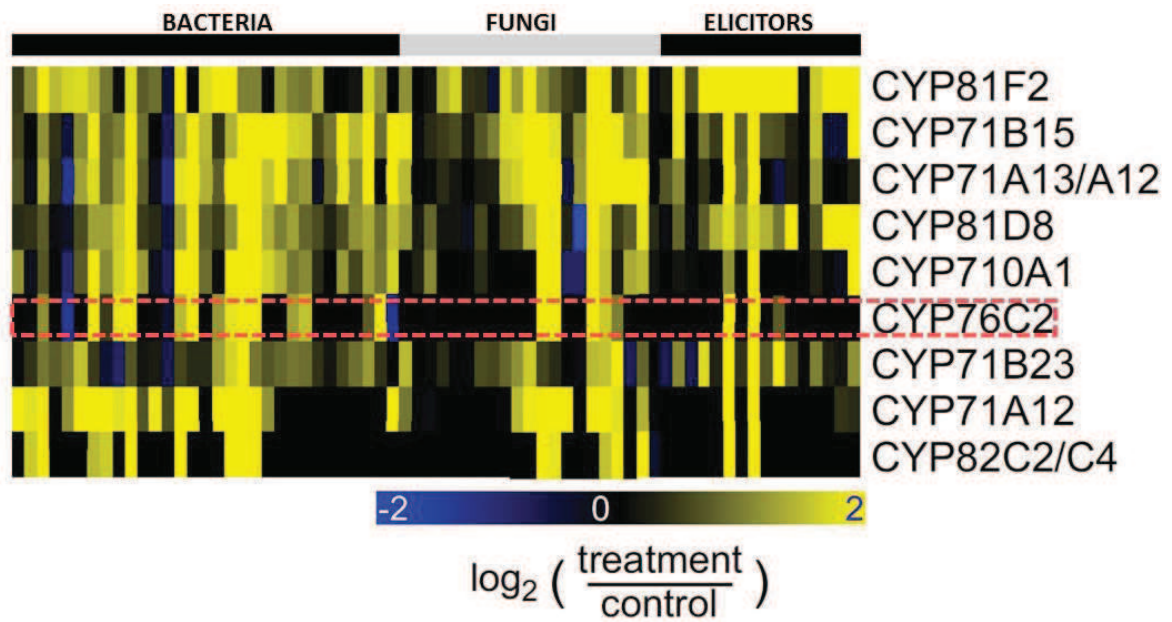 BACTERIA FUNGI ELICITORS
CYP81F2
CYP71B15
CYP71A13/A12
CYP81D8
CYP710A1
CYP76C2
CYP71B23
CYP71A12
CYP82C2/C4
-2 0 2
log2 ( treatment
control )